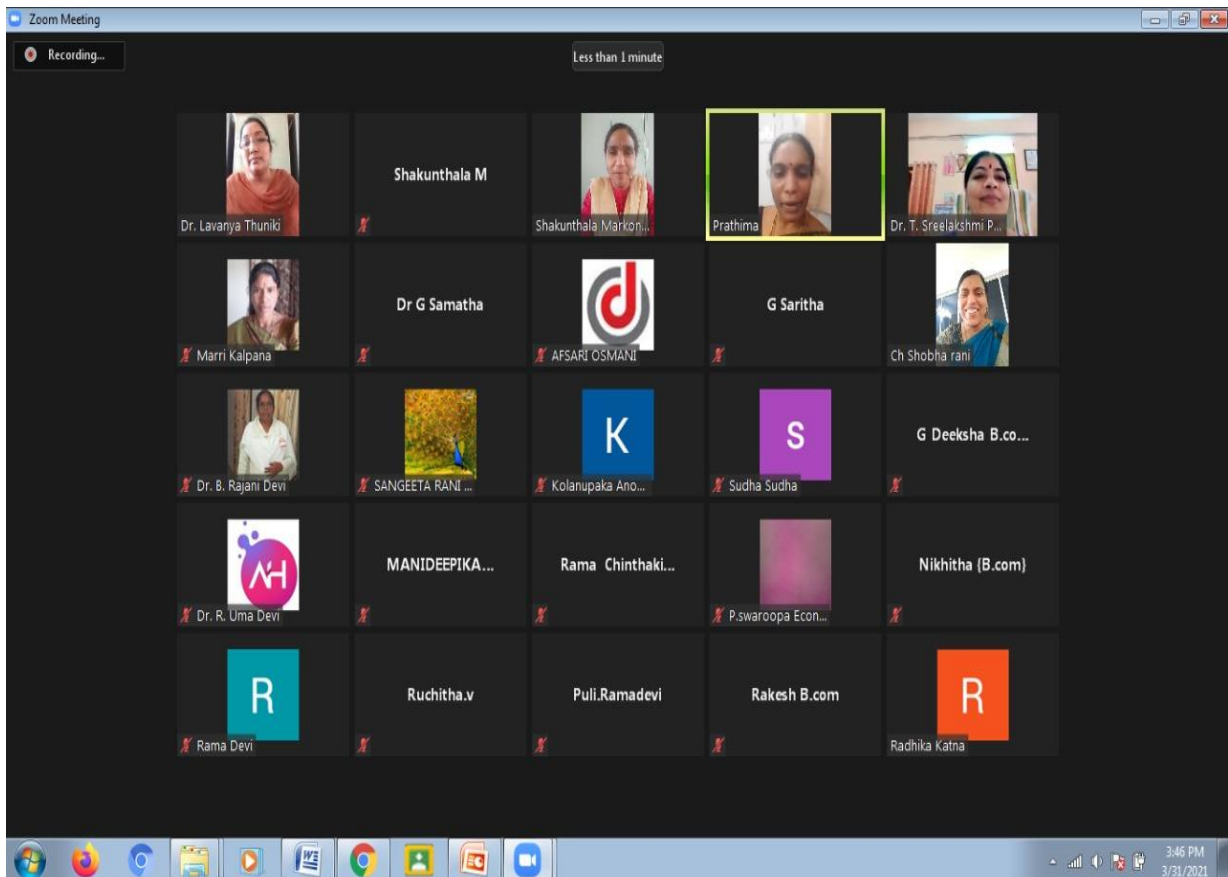 Zoom Meeting
Recording...
Less than 1 minute
Dr. Lavanya Thuniki
Shakunthala M
Shakunthala Markon...
Prathima
Dr. T. Sreelakshmi P...
Marri Kalpana
Dr G Samatha
AFSARI OSMANI
G Saritha
Ch Shobha rani
Dr. B. Rajani Devi
SANGEETA RANI ...
K
Kolanupaka Ano...
S
Sudha Sudha
G Deeksha B.co...
AH
Dr. R. Uma Devi
MANIDEEPIKA...
Rama Chinthaki...
P.swaroopa Econ...
Nikhitha {B.com}
R
Rama Devi
Ruchitha.v
Puli.Ramadevi
Rakesh B.com
R
Radhika Katna
3:46 PM
3/31/2021